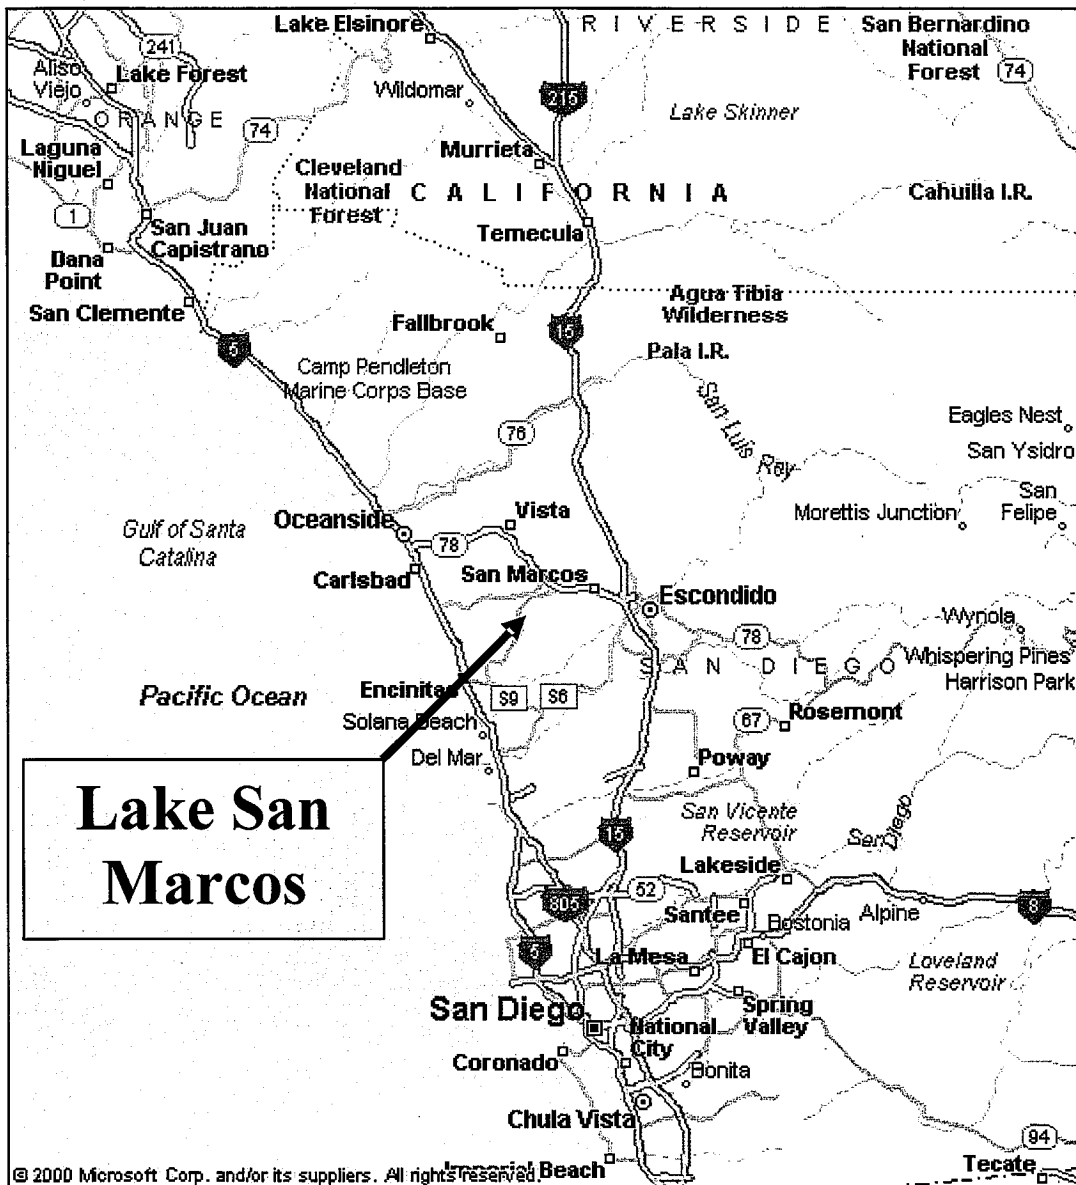 Lake Elsinore
R I V E R S I D E
San Bernardino
National
Forest
241
74
Aliso
Viejo
Lake Forest
Wildomar
215
Lake Skinner
O R A N G E
74
Laguna
Niguel
Murrieta
Cleveland
National
Forest
C A L I F O R N I A
Cahuilla I.R.
1
San Juan
Capistrano
Temecula
Dana
Point
San Clemente
Agua Tibia
Wilderness
Fallbrook
15
5
Pala I.R.
Camp Pendleton
Marine Corps Base
San Luis Rey
Eagles Nest
76
San Ysidro
San
Felipe
Morettis Junction
Vista
Oceanside
Gulf of Santa
Catalina
78
Carlsbad
San Marcos
Escondido
Wynola
78
S A N D I E G O
Whispering Pines
Harrison Park
Encinitas
S9
S6
Pacific Ocean
Rosemont
67
Solana Beach
Del Mar
Poway
Lake San
Marcos
San Vicente
Reservoir
San Diego
15
Lakeside
52
805
Santee
Alpine
8
Bostonia
5
La Mesa
El Cajon
Loveland
Reservoir
San Diego
Spring
Valley
National
City
Coronado
Bonita
Chula Vista
94
Imperial Beach
Tecate
© 2000 Microsoft Corp. and/or its suppliers. All rights reserved.